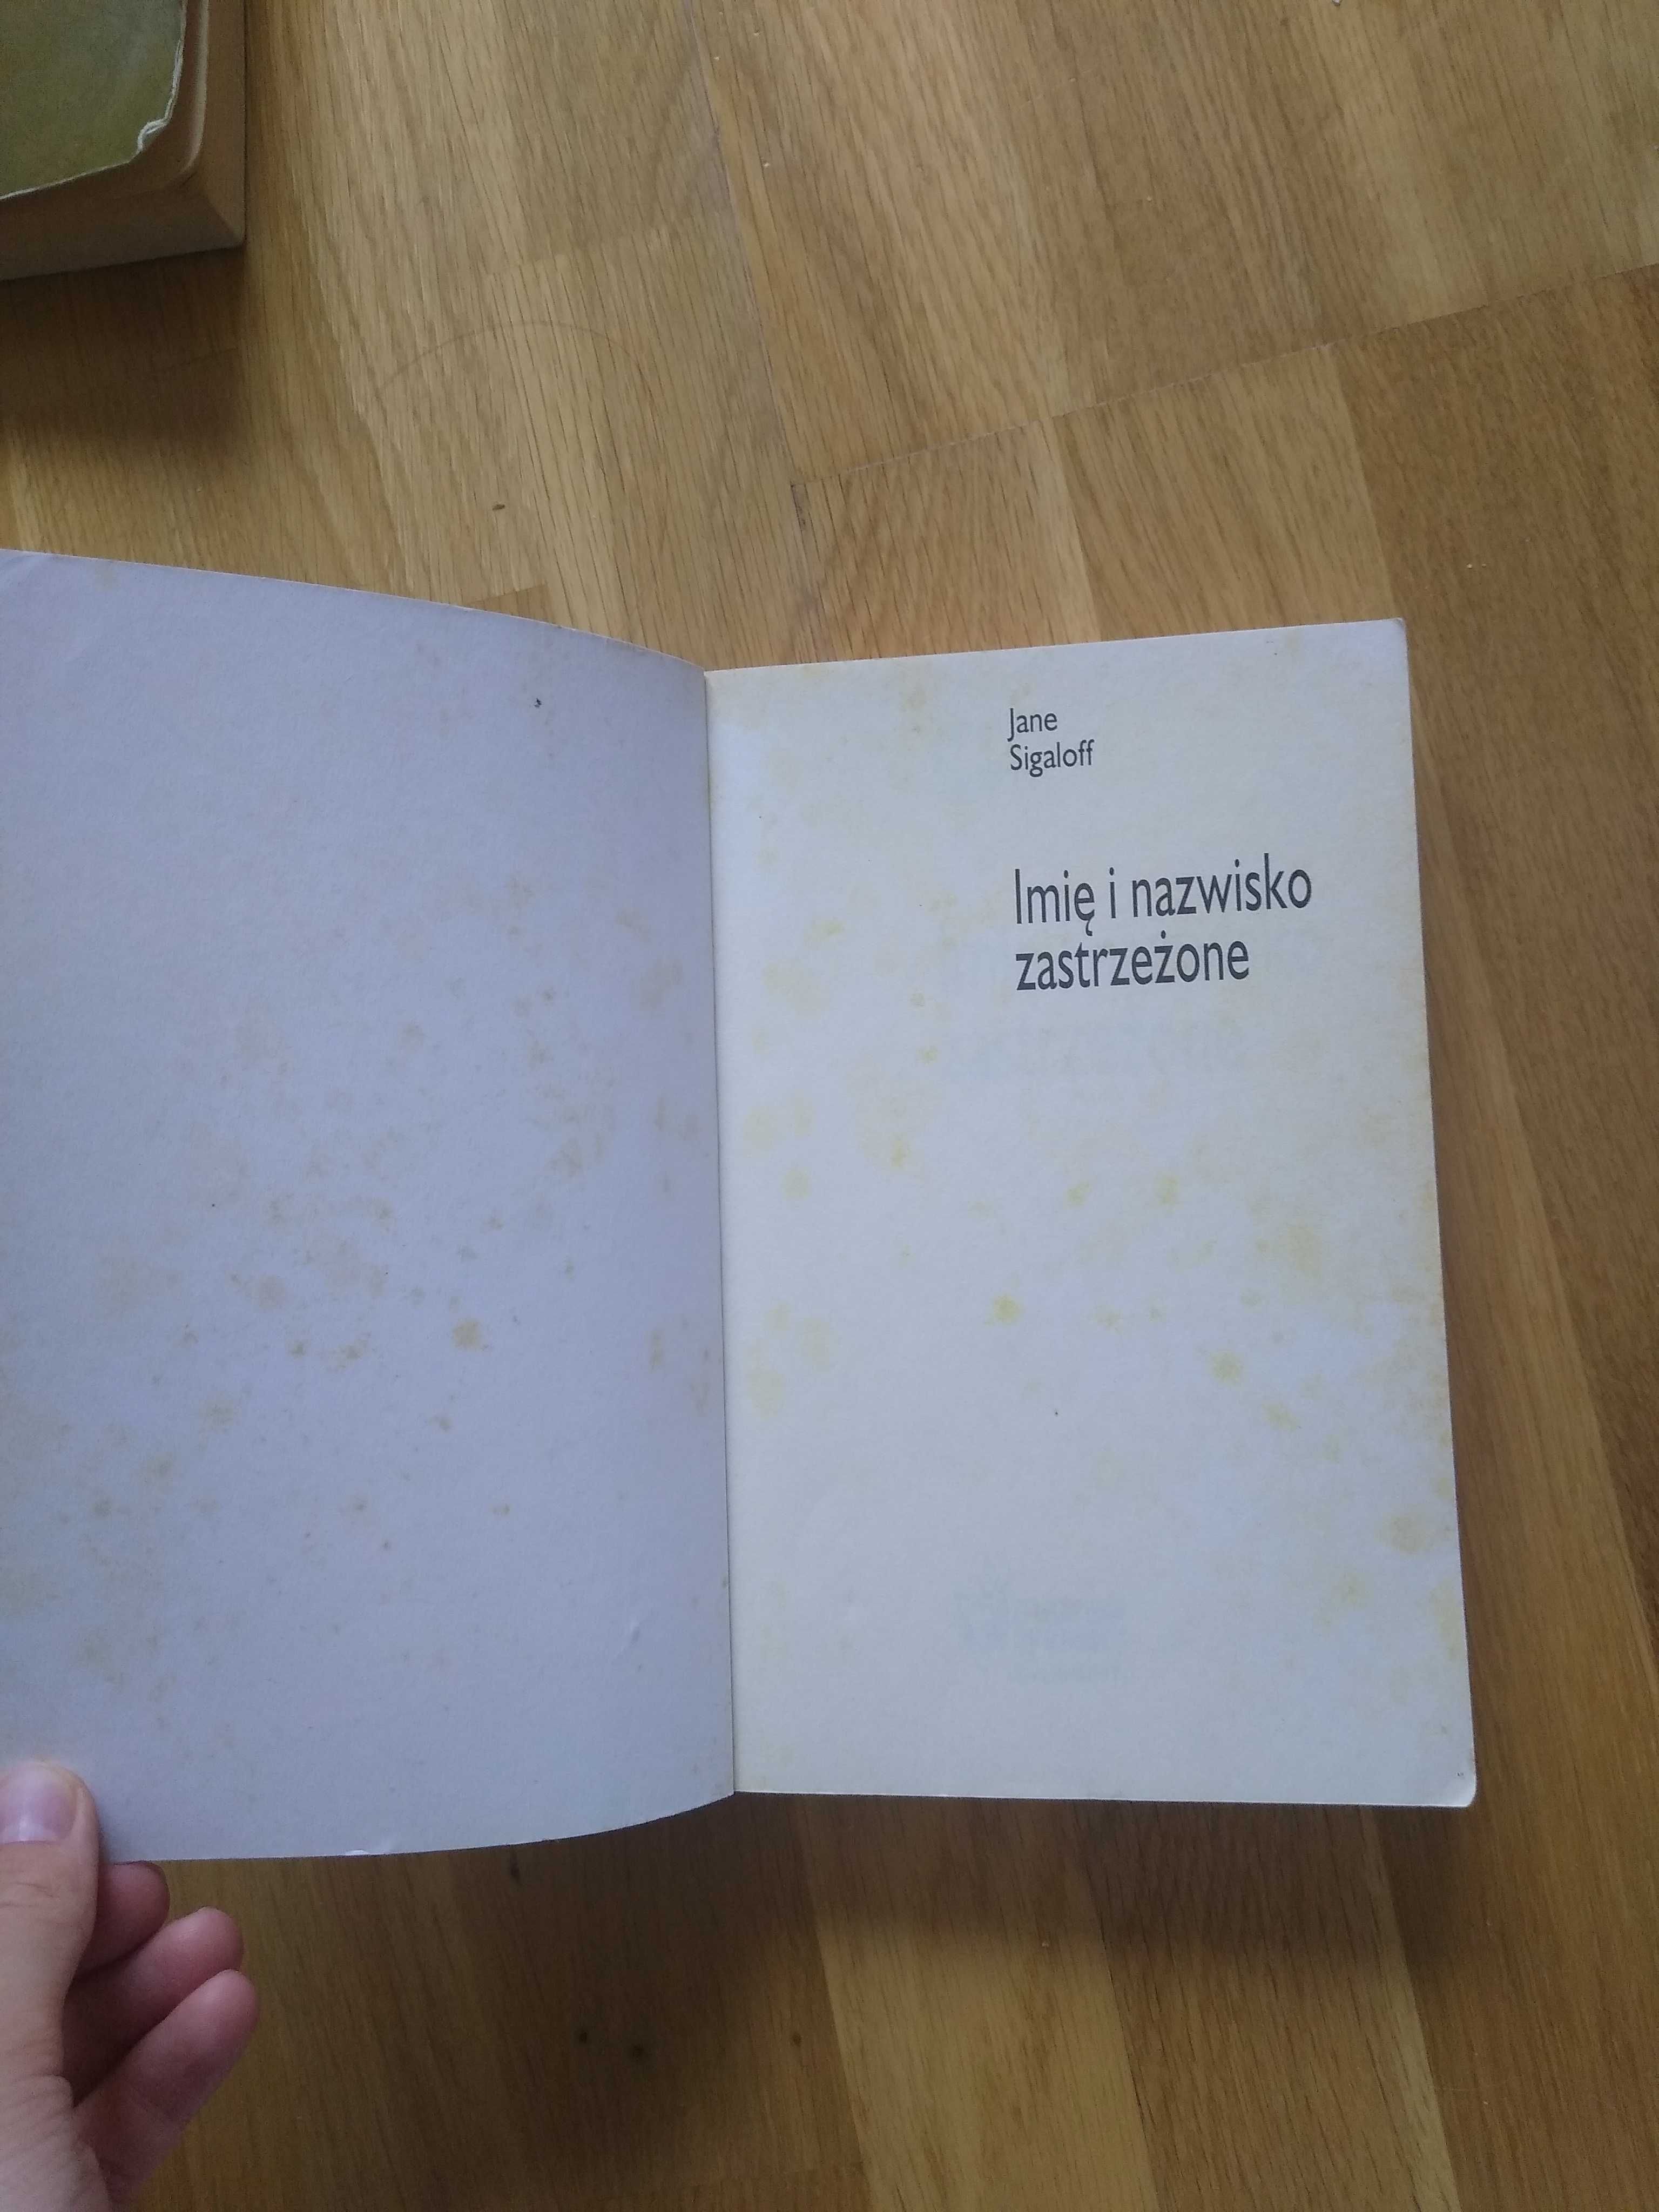 Jane
Sigaloff
Imię i nazwisko
zastrzeżone